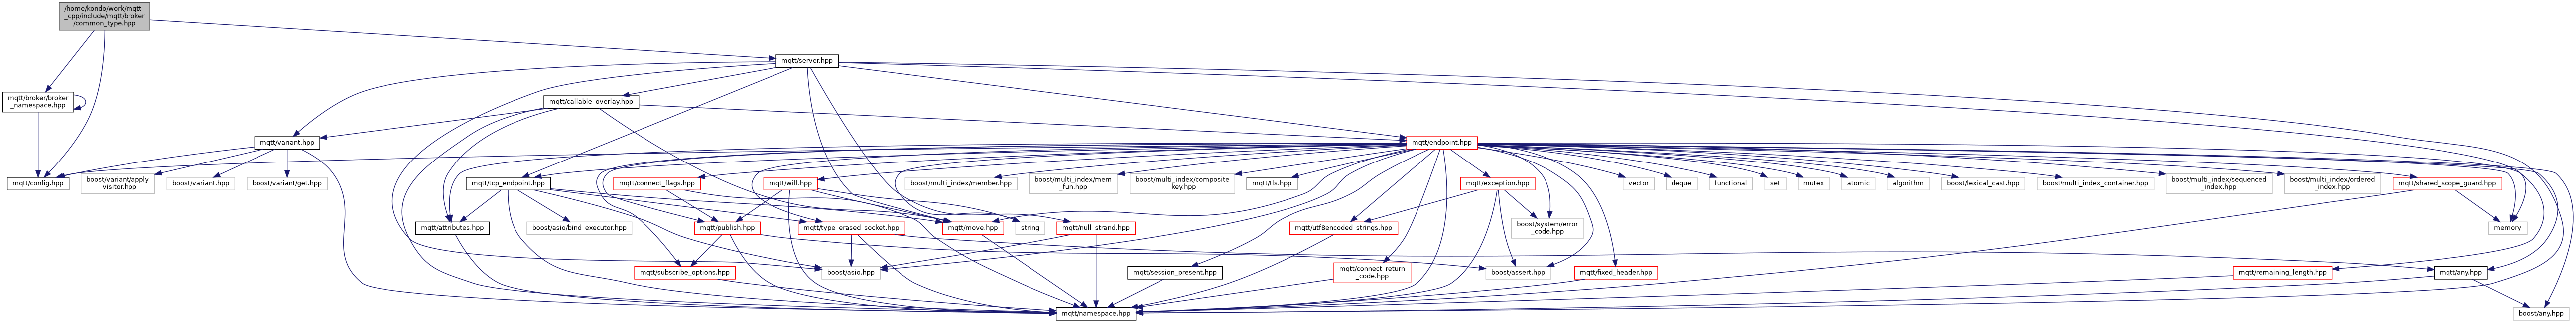 /home/kondo/work/mqtt
_cpp/include/mqtt/broker
/common_type.hpp
mqtt/server.hpp
mqtt/broker/broker
_namespace.hpp
mqtt/callable_overlay.hpp
mqtt/variant.hpp
mqtt/endpoint.hpp
mqtt/config.hpp
boost/variant/apply
_visitor.hpp
boost/variant.hpp
boost/variant/get.hpp
mqtt/tcp_endpoint.hpp
mqtt/connect_flags.hpp
mqtt/will.hpp
boost/multi_index/member.hpp
boost/multi_index/mem
_fun.hpp
boost/multi_index/composite
_key.hpp
mqtt/tls.hpp
mqtt/exception.hpp
vector
deque
functional
set
mutex
atomic
algorithm
boost/lexical_cast.hpp
boost/multi_index_container.hpp
boost/multi_index/sequenced
_index.hpp
boost/multi_index/ordered
_index.hpp
mqtt/shared_scope_guard.hpp
mqtt/attributes.hpp
boost/asio/bind_executor.hpp
mqtt/publish.hpp
mqtt/type_erased_socket.hpp
mqtt/move.hpp
string
mqtt/null_strand.hpp
mqtt/utf8encoded_strings.hpp
boost/system/error
_code.hpp
memory
mqtt/subscribe_options.hpp
boost/asio.hpp
mqtt/session_present.hpp
mqtt/connect_return
_code.hpp
boost/assert.hpp
mqtt/fixed_header.hpp
mqtt/remaining_length.hpp
mqtt/any.hpp
mqtt/namespace.hpp
boost/any.hpp